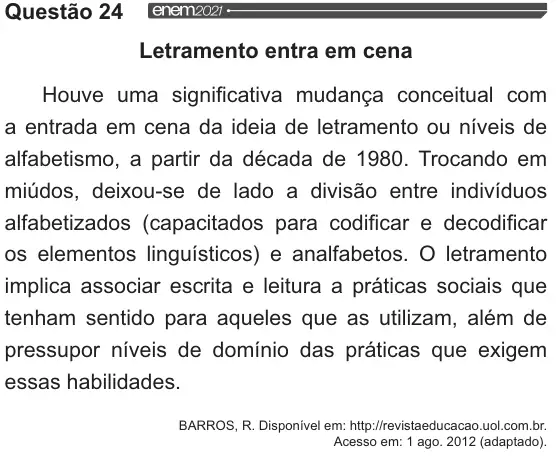 Questão 24 enem2021
Letramento entra em cena
Houve uma significativa mudança conceitual com
a entrada em cena da ideia de letramento ou níveis de
alfabetismo, a partir da década de 1980. Trocando em
miúdos, deixou-se de lado a divisão entre indivíduos
alfabetizados (capacitados para codificar e decodificar
os elementos linguísticos) e analfabetos. O letramento
implica associar escrita e leitura a práticas sociais que
tenham sentido para aqueles que as utilizam, além de
pressupor níveis de domínio das práticas que exigem
essas habilidades.
BARROS, R. Disponível em: http://revistaeducacao.uol.com.br.
Acesso em: 1 ago. 2012 (adaptado).